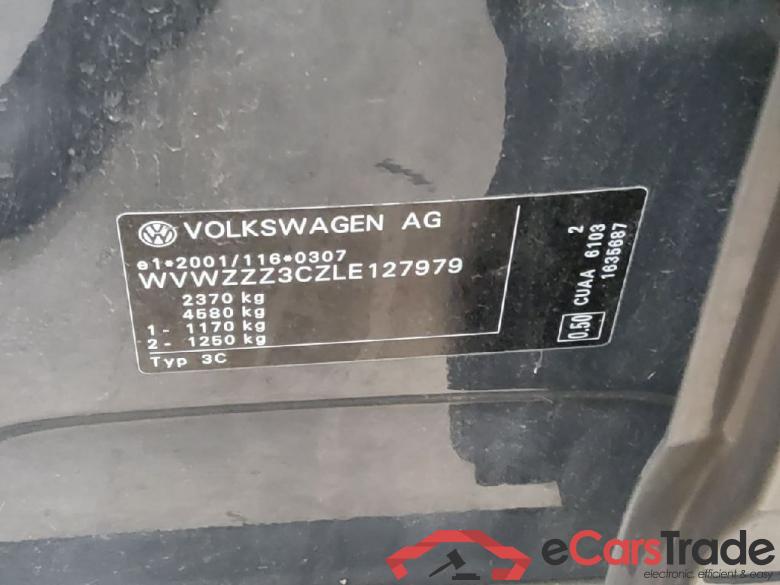 VOLKSWAGEN AG
e1*2001/116*0307
WVWZZZ3CZLE127979
2370 kg
4580 kg
1- 1170 kg
2- 1250 kg
Typ 3C
0.50 CUAA 6103 2
1635687
eCarsTrade
electronic, efficient & easy